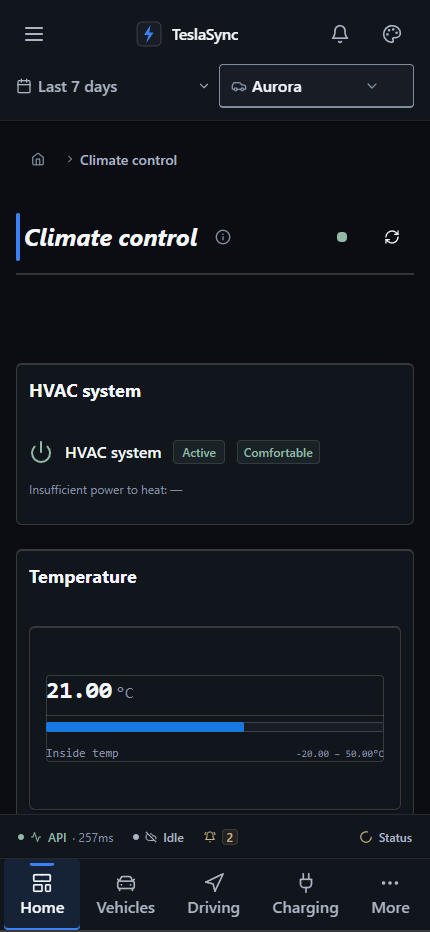 TeslaSync
Last 7 days
Aurora
Climate control
Climate control
HVAC system
HVAC system Active Comfortable
Insufficient power to heat: —
Temperature
21.00 °C
Inside temp -20.00 – 50.00°C
API · 257ms Idle 2 Status
Home Vehicles Driving Charging More